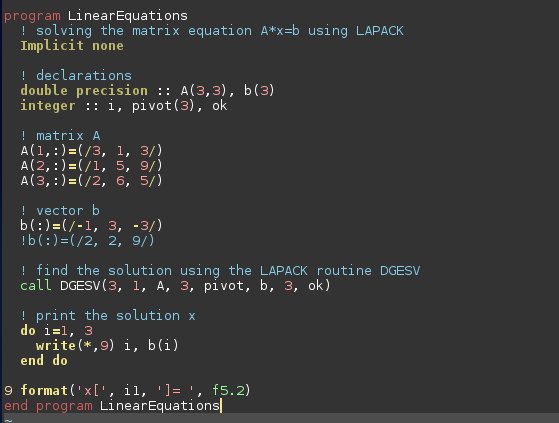 program LinearEquations
  ! solving the matrix equation A*x=b using LAPACK
  Implicit none
  ! declarations
  double precision :: A(3,3), b(3)
  integer :: i, pivot(3), ok
  ! matrix A
  A(1,:)=(/3, 1, 3/)
  A(2,:)=(/1, 5, 9/)
  A(3,:)=(/2, 6, 5/)
  ! vector b
  b(:)=(/-1, 3, -3/)
  !b(:)=(/2, 2, 9/)
  ! find the solution using the LAPACK routine DGESV
  call DGESV(3, 1, A, 3, pivot, b, 3, ok)
  ! print the solution x
  do i=1, 3
    write(*,9) i, b(i)
  end do
9 format('x[', i1, ']= ', f5.2)
end program LinearEquations
~